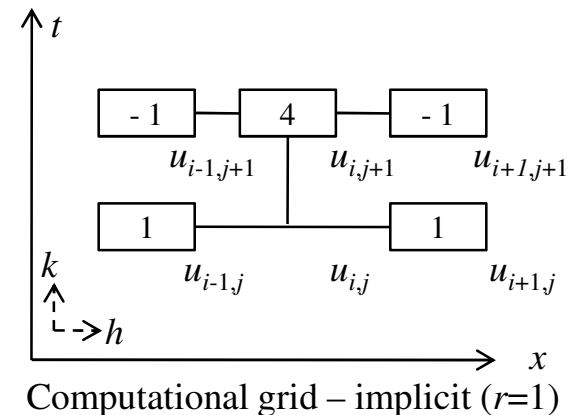 t
- 1 4 - 1
u_{i-1,j+1} u_{i,j+1} u_{i+1,j+1}
1 1
k u_{i-1,j} u_{i,j} u_{i+1,j}
h
x
Computational grid – implicit (r=1)